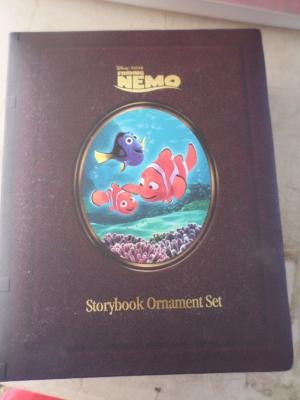 Disney · PIXAR
FINDING
NEMO
Storybook Ornament Set